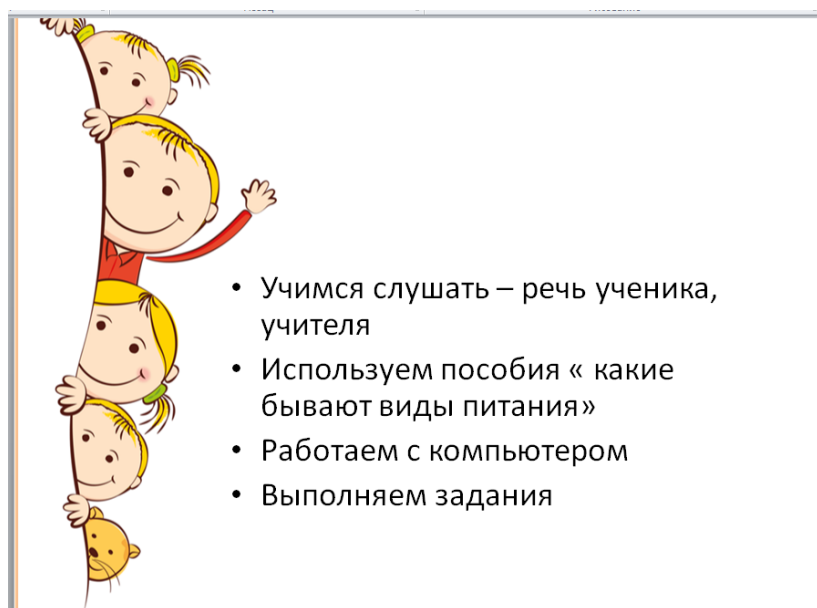 • Учимся слушать – речь ученика,
учителя
• Используем пособия « какие
бывают виды питания»
• Работаем с компьютером
• Выполняем задания